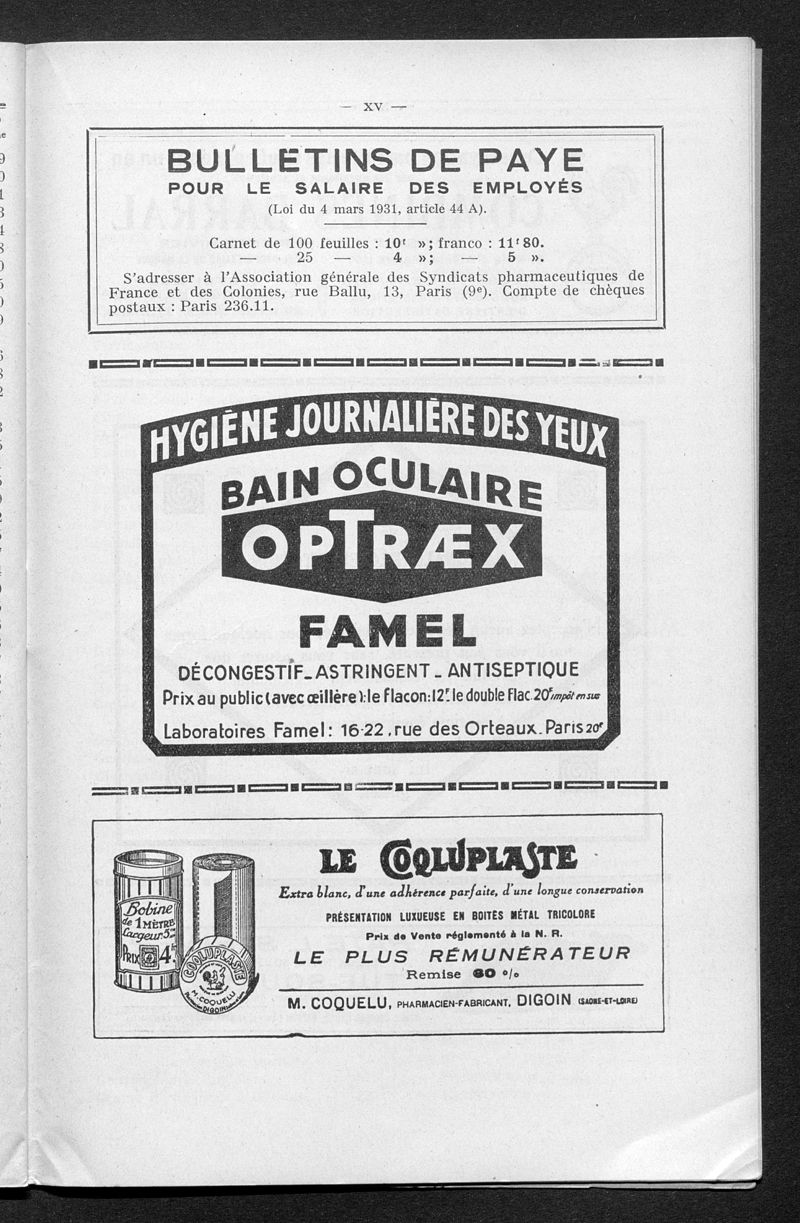 — XV —
BULLETINS DE PAYE
POUR LE SALAIRE DES EMPLOYÉS
(Loi du 4 mars 1931, article 44 A).
Carnet de 100 feuilles : 10ᶠ »; franco : 11ᶠ 80.
— 25 — 4 »; — 5 ».
S'adresser à l'Association générale des Syndicats pharmaceutiques de
France et des Colonies, rue Ballu, 13, Paris (9ᵉ). Compte de chèques
postaux : Paris 236.11.
HYGIÈNE JOURNALIÈRE DES YEUX
BAIN OCULAIRE
OPTRÆX
FAMEL
DÉCONGESTIF_ASTRINGENT_ANTISEPTIQUE
Prix au public (avec œillère): le flacon: 12ᶠ. le double flac. 20ᶠ impôt en sus
Laboratoires Famel: 16-22, rue des Orteaux_Paris 20ᵉ
LE COQLUPLASTE
Extra blanc, d'une adhérence parfaite, d'une longue conservation
PRÉSENTATION LUXUEUSE EN BOITES MÉTAL TRICOLORE
Prix de Vente réglementé à la N. R.
LE PLUS RÉMUNÉRATEUR
Remise 60 %
M. COQUELU, PHARMACIEN-FABRICANT, DIGOIN (SAONE-ET-LOIRE)
Bobine
de 1 MÈTRE
Largeur 5ᶜᵐ
PRIX 4ᶠʳ
COQLUPLASTE
M. COQUELU
DIGOIN